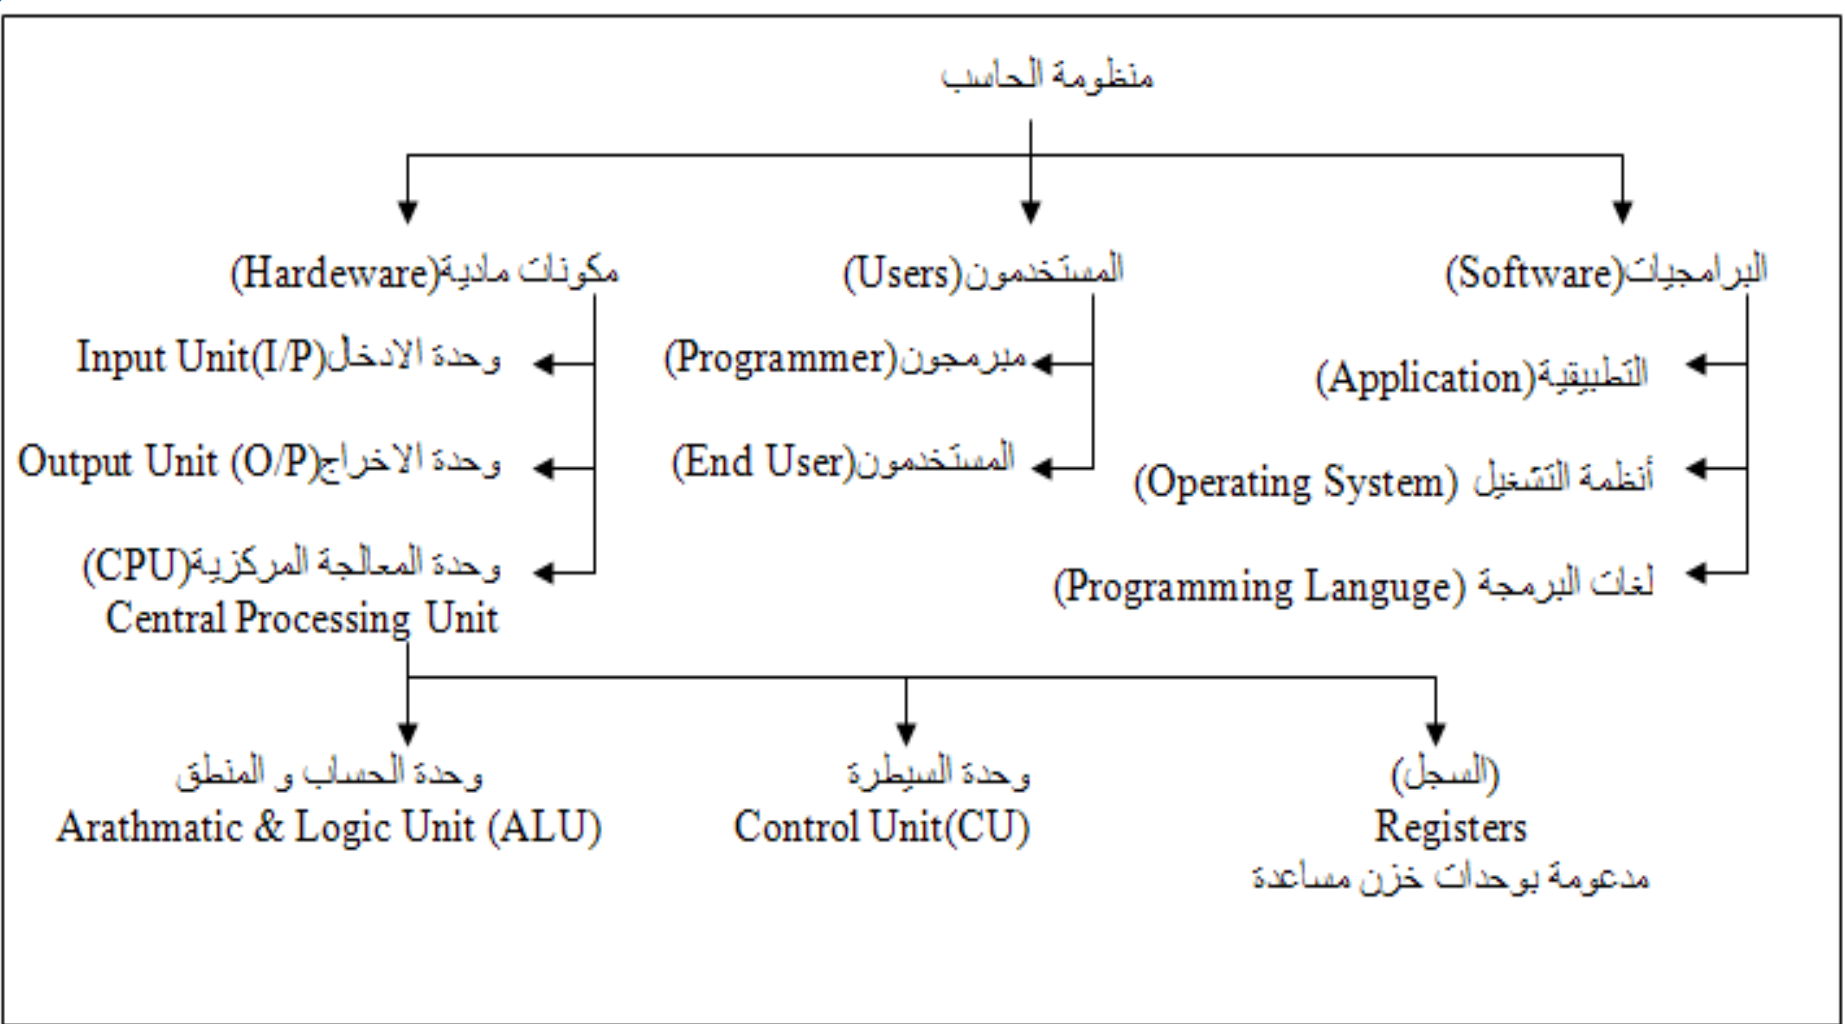 منظومة الحاسب
البرامجيات(Software)
التطبيقية(Application)
أنظمة التشغيل (Operating System)
لغات البرمجة (Programming Languge)
المستخدمون(Users)
مبرمجون(Programmer)
المستخدمون(End User)
مكونات مادية(Hardeware)
وحدة الادخال(I/P)Input Unit
وحدة الاخراج(O/P) Output Unit
وحدة المعالجة المركزية(CPU)
Central Processing Unit
(السجل)
Registers
مدعومة بوحدات خزن مساعدة
وحدة السيطرة
Control Unit(CU)
وحدة الحساب و المنطق
Arathmatic & Logic Unit (ALU)